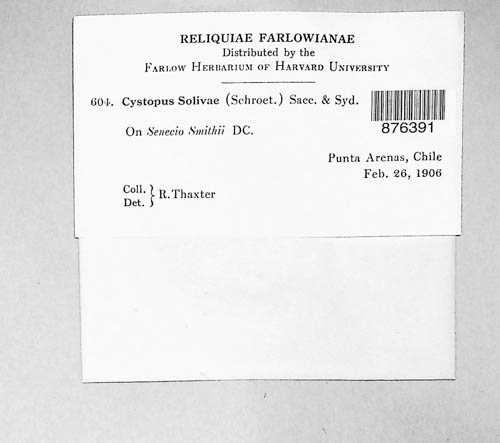 RELIQUIAE FARLOWIANAE
Distributed by the
FARLOW HERBARIUM OF HARVARD UNIVERSITY
604. Cystopus Solivae (Schroet.) Sacc. & Syd.
876391
On Senecio Smithii DC.
Punta Arenas, Chile
Feb. 26, 1906
Coll. } R. Thaxter
Det.